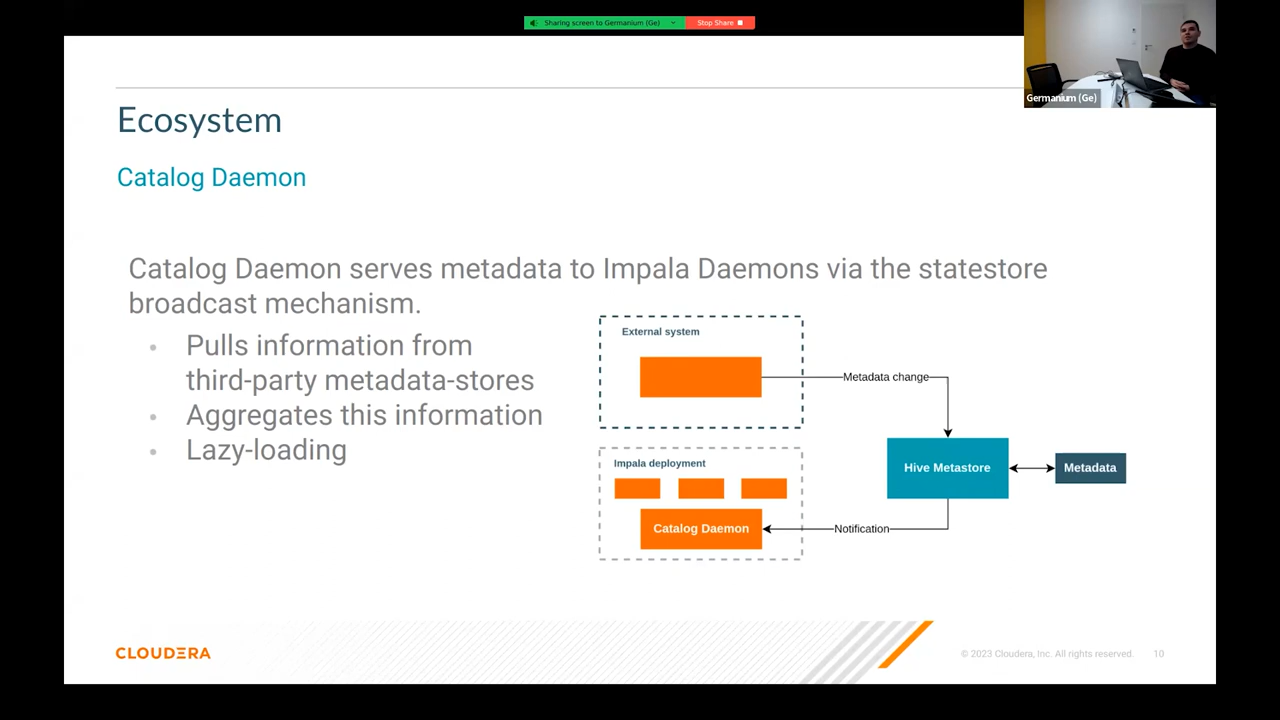 Sharing screen to Germanium (Ge)
Stop Share
Germanium (Ge)
Ecosystem
Catalog Daemon
Catalog Daemon serves metadata to Impala Daemons via the statestore
broadcast mechanism.
• Pulls information from
third-party metadata-stores
• Aggregates this information
• Lazy-loading
External system
Metadata change
Impala deployment
Catalog Daemon
Hive Metastore
Metadata
Notification
CLOUDERA
© 2023 Cloudera, Inc. All rights reserved.
10